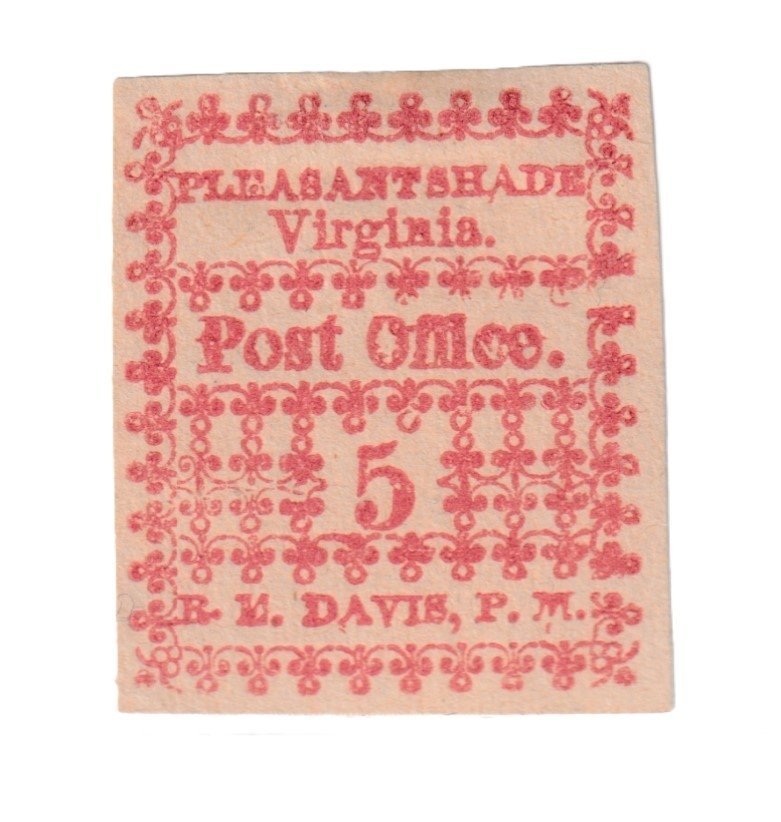 PLEASANT SHADE
Virginia.
Post Office.
5
R. E. DAVIS, P. M.